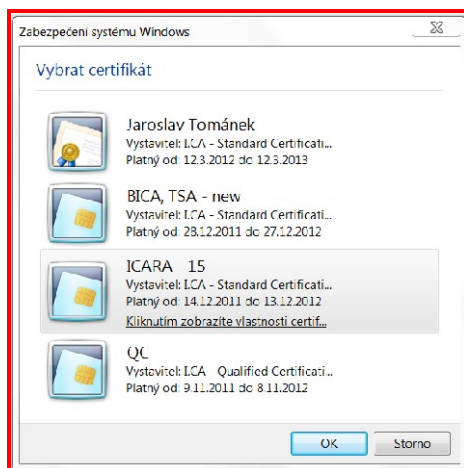 Zabezpečení systému Windows
Vybrat certifikát
Jaroslav Tománek
Vystavitel: I.CA - Standard Certificati...
Platný od: 12.3.2012 do 12.3.2013
BICA, TSA - new
Vystavitel: I.CA - Standard Certificati...
Platný od: 28.12.2011 do 27.12.2012
ICARA 15
Vystavitel: I.CA - Standard Certificati...
Platný od: 14.12.2011 do 13.12.2012
Kliknutím zobrazíte vlastnosti certif...
QC
Vystavitel: I.CA - Qualified Certificati...
Platný od: 9.11.2011 do 8.11.2012
OK
Storno